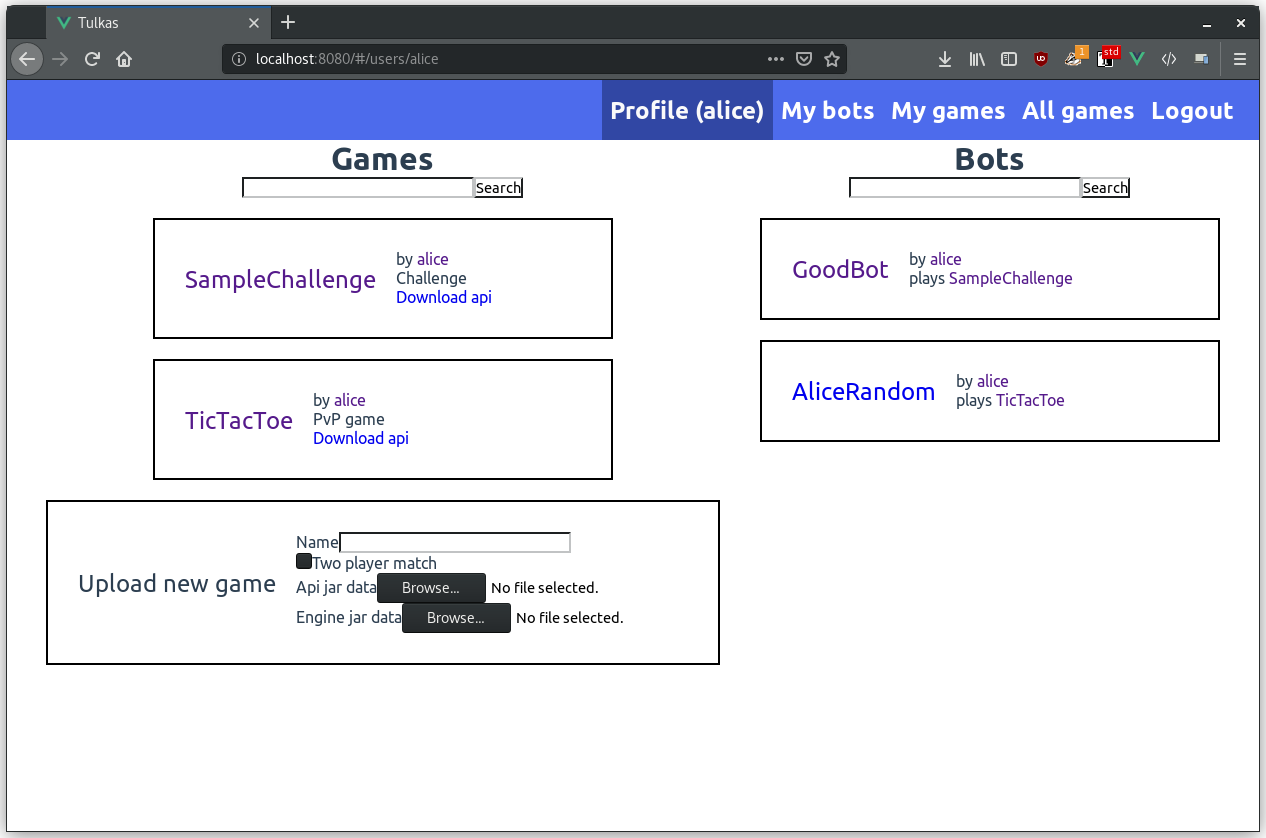 Tulkas
localhost:8080/#/users/alice
1
std
Profile (alice) My bots My games All games Logout
Games
Search
SampleChallenge
by alice
Challenge
Download api
TicTacToe
by alice
PvP game
Download api
Upload new game
Name
Two player match
Api jar data Browse... No file selected.
Engine jar data Browse... No file selected.
Bots
Search
GoodBot
by alice
plays SampleChallenge
AliceRandom
by alice
plays TicTacToe